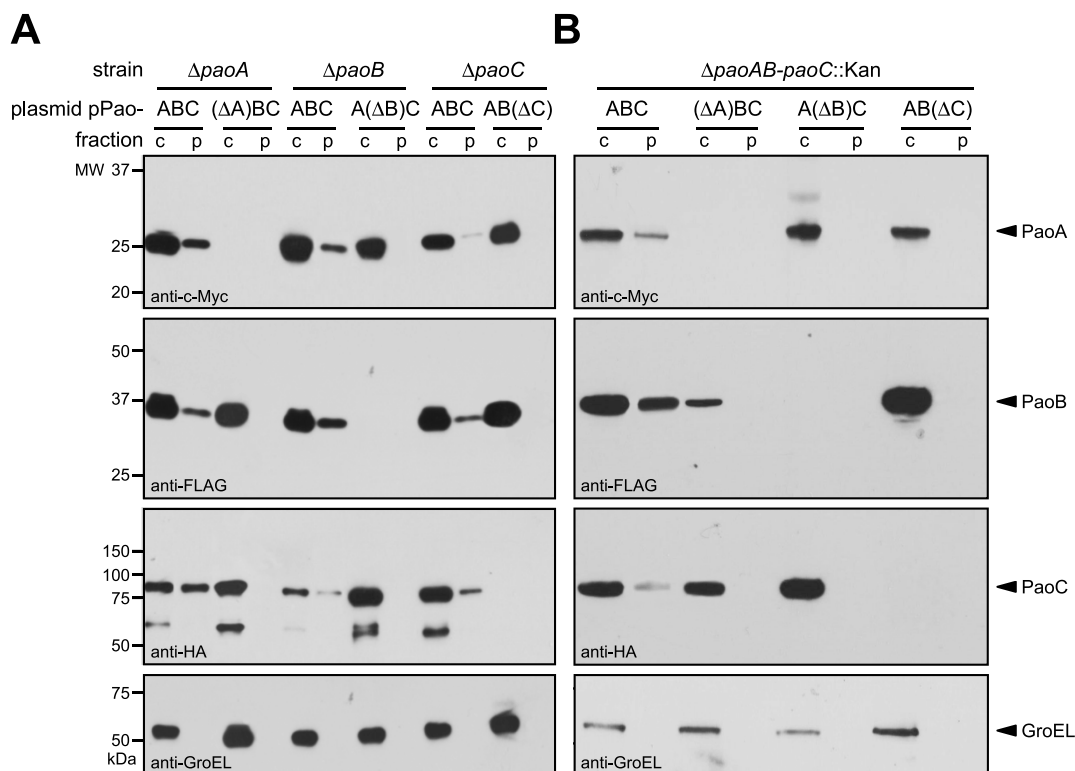 A B
strain ΔpaoA ΔpaoB ΔpaoC ΔpaoAB-paoC::Kan
plasmid pPao- ABC (ΔA)BC ABC A(ΔB)C ABC AB(ΔC) ABC (ΔA)BC A(ΔB)C AB(ΔC)
fraction c p c p c p c p c p c p c p c p c p c p
MW 37
25 PaoA
20
anti-c-Myc anti-c-Myc
50
37 PaoB
25
anti-FLAG anti-FLAG
150
100
75 PaoC
50
anti-HA anti-HA
75
50 GroEL
kDa
anti-GroEL anti-GroEL